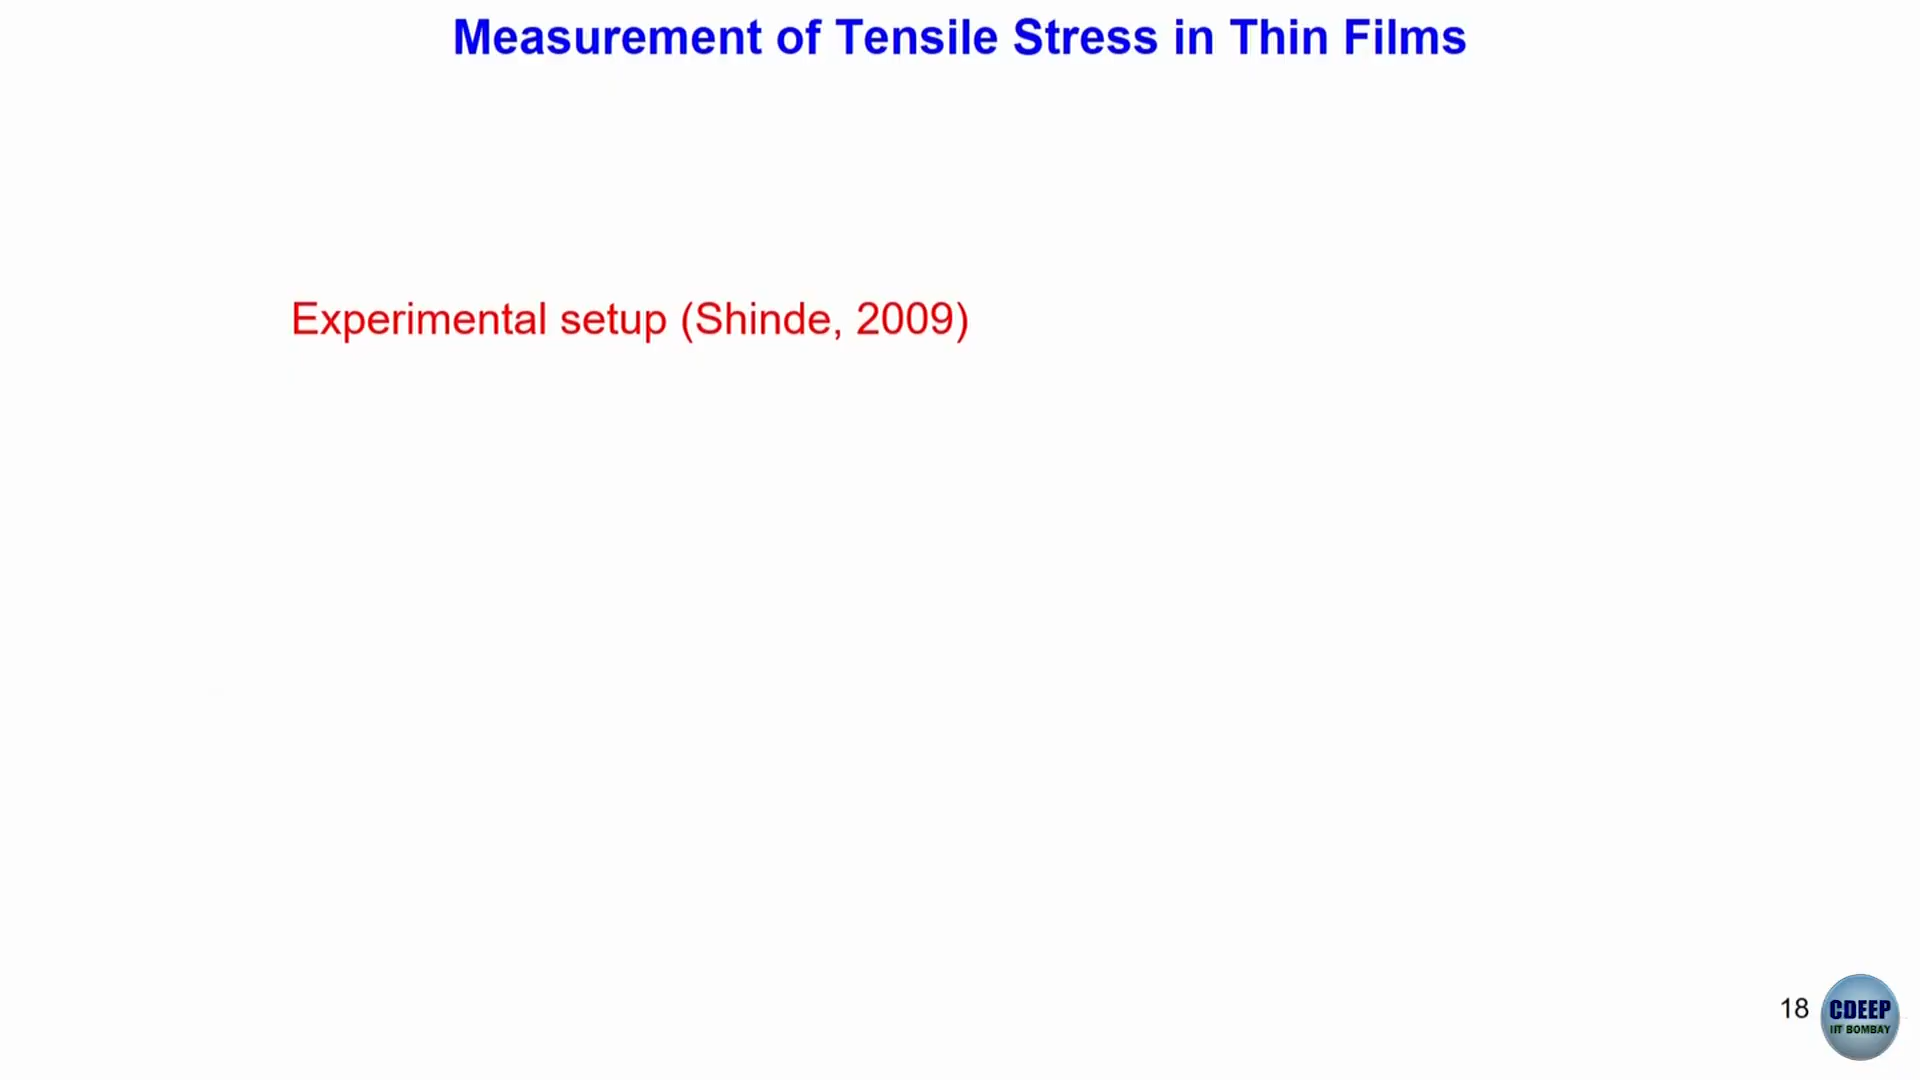 Measurement of Tensile Stress in Thin Films
Experimental setup (Shinde, 2009)
18
CDEEP
IIT BOMBAY